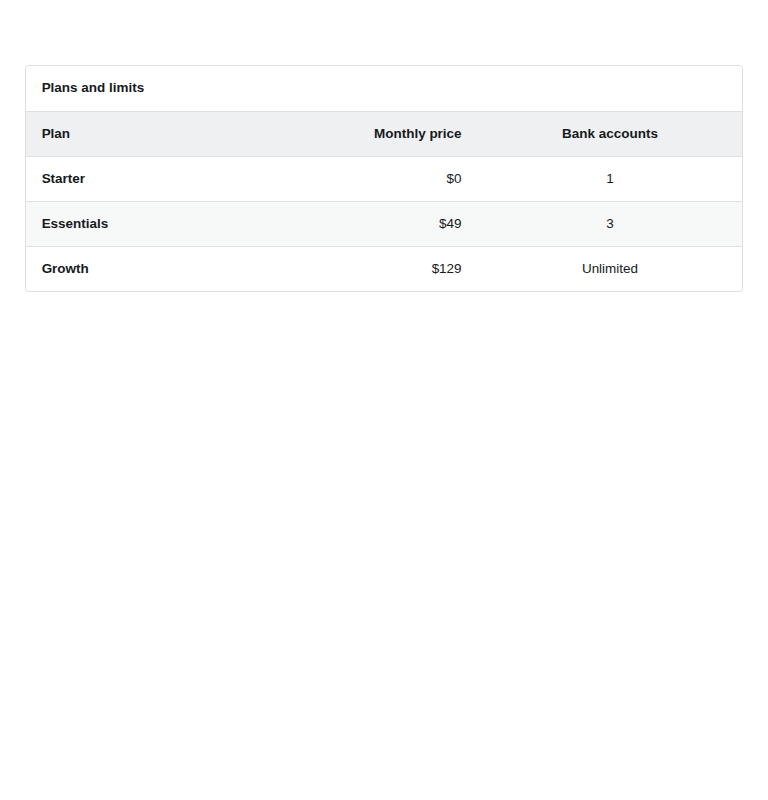 Plans and limits
Plan Monthly price Bank accounts
Starter $0 1
Essentials $49 3
Growth $129 Unlimited